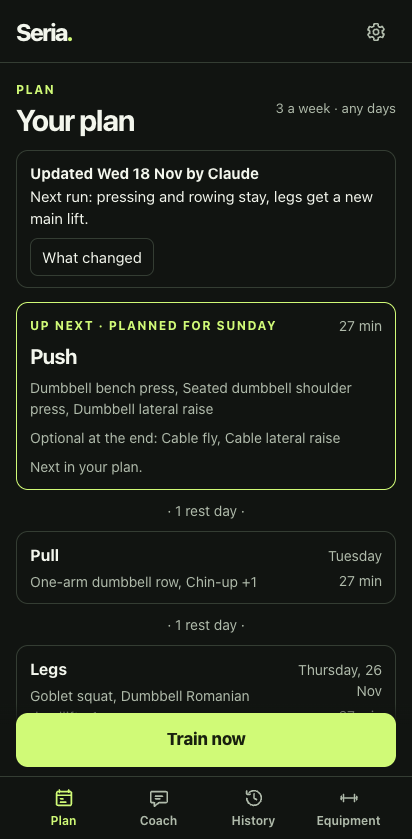 Seria.
PLAN
Your plan
3 a week · any days
Updated Wed 18 Nov by Claude
Next run: pressing and rowing stay, legs get a new
main lift.
What changed
UP NEXT · PLANNED FOR SUNDAY
27 min
Push
Dumbbell bench press, Seated dumbbell shoulder
press, Dumbbell lateral raise
Optional at the end: Cable fly, Cable lateral raise
Next in your plan.
· 1 rest day ·
Pull
Tuesday
One-arm dumbbell row, Chin-up +1
27 min
· 1 rest day ·
Legs
Thursday, 26
Nov
Goblet squat, Dumbbell Romanian
Train now
Plan
Coach
History
Equipment